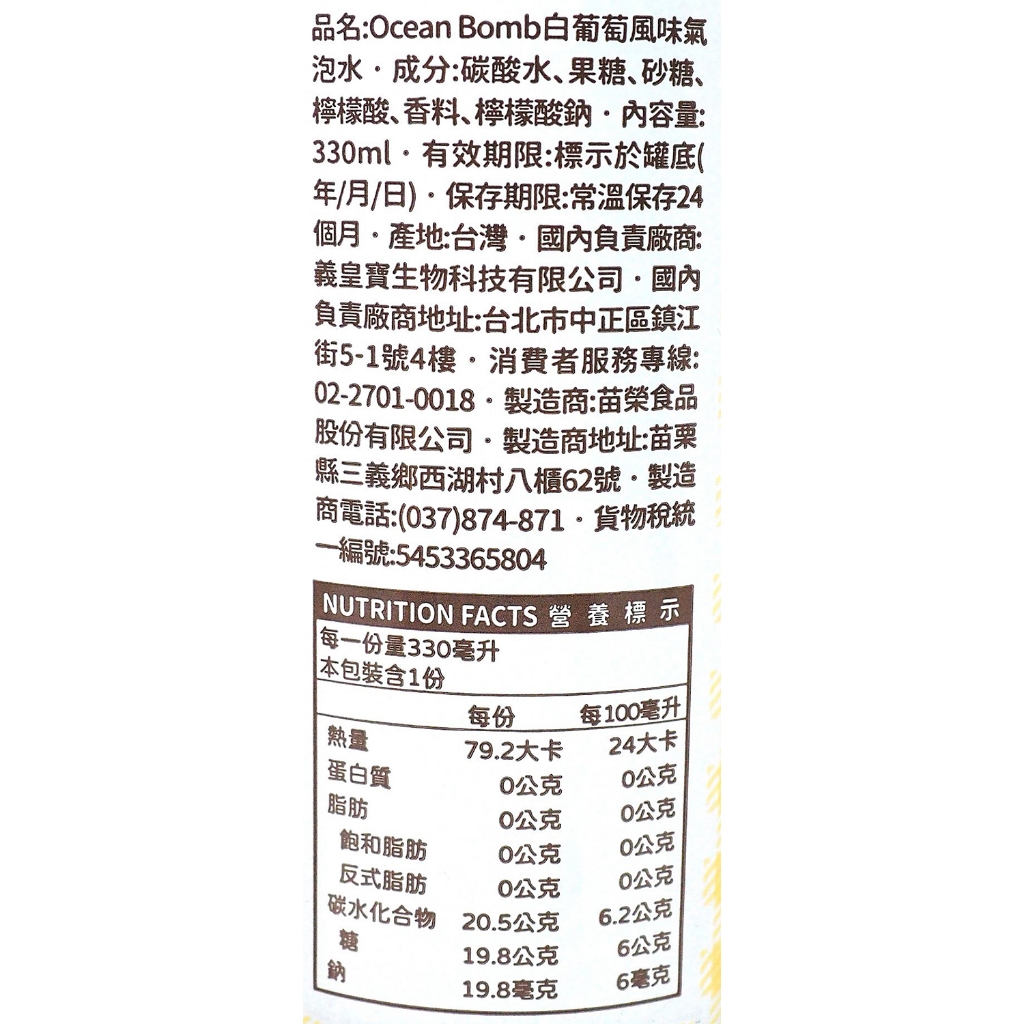 品名:Ocean Bomb白葡萄風味氣
泡水・成分:碳酸水、果糖、砂糖、
檸檬酸、香料、檸檬酸鈉・內容量:
330ml・有效期限:標示於罐底(
年/月/日)・保存期限:常溫保存24
個月・產地:台灣・國內負責廠商:
義皇寶生物科技有限公司・國內
負責廠商地址:台北市中正區鎮江
街5-1號4樓・消費者服務專線:
02-2701-0018・製造商:苗榮食品
股份有限公司・製造商地址:苗栗
縣三義鄉西湖村八櫃62號・製造
商電話:(037)874-871・貨物稅統
一編號:5453365804
NUTRITION FACTS 營養標示
每一份量330毫升
本包裝含1份
每份 每100毫升
熱量 79.2大卡 24大卡
蛋白質 0公克 0公克
脂肪 0公克 0公克
飽和脂肪 0公克 0公克
反式脂肪 0公克 0公克
碳水化合物 20.5公克 6.2公克
糖 19.8公克 6公克
鈉 19.8毫克 6毫克